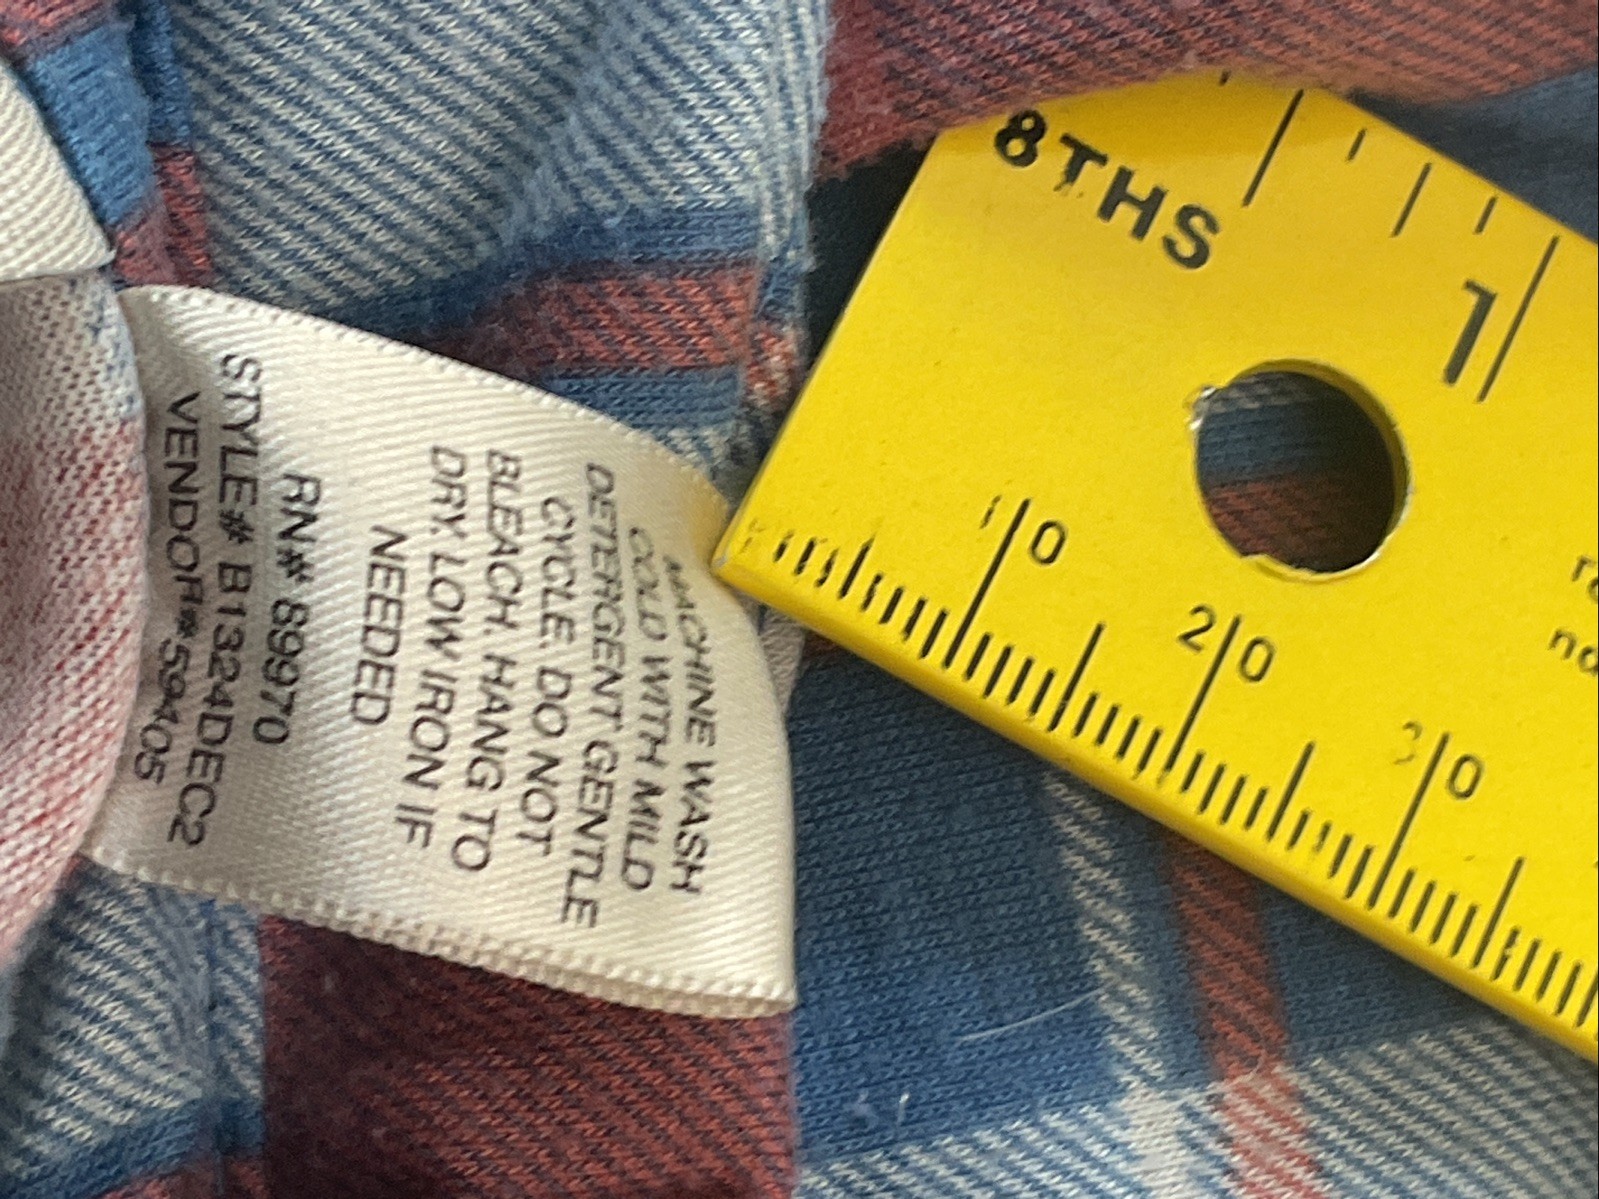 MACHINE WASH
COLD WITH MILD
DETERGENT GENTLE
CYCLE. DO NOT
BLEACH. HANG TO
DRY. LOW IRON IF
NEEDED
RN# 89970
STYLE# B1324DEC2
VENDOR# 59405
8THS
1
10
20
30